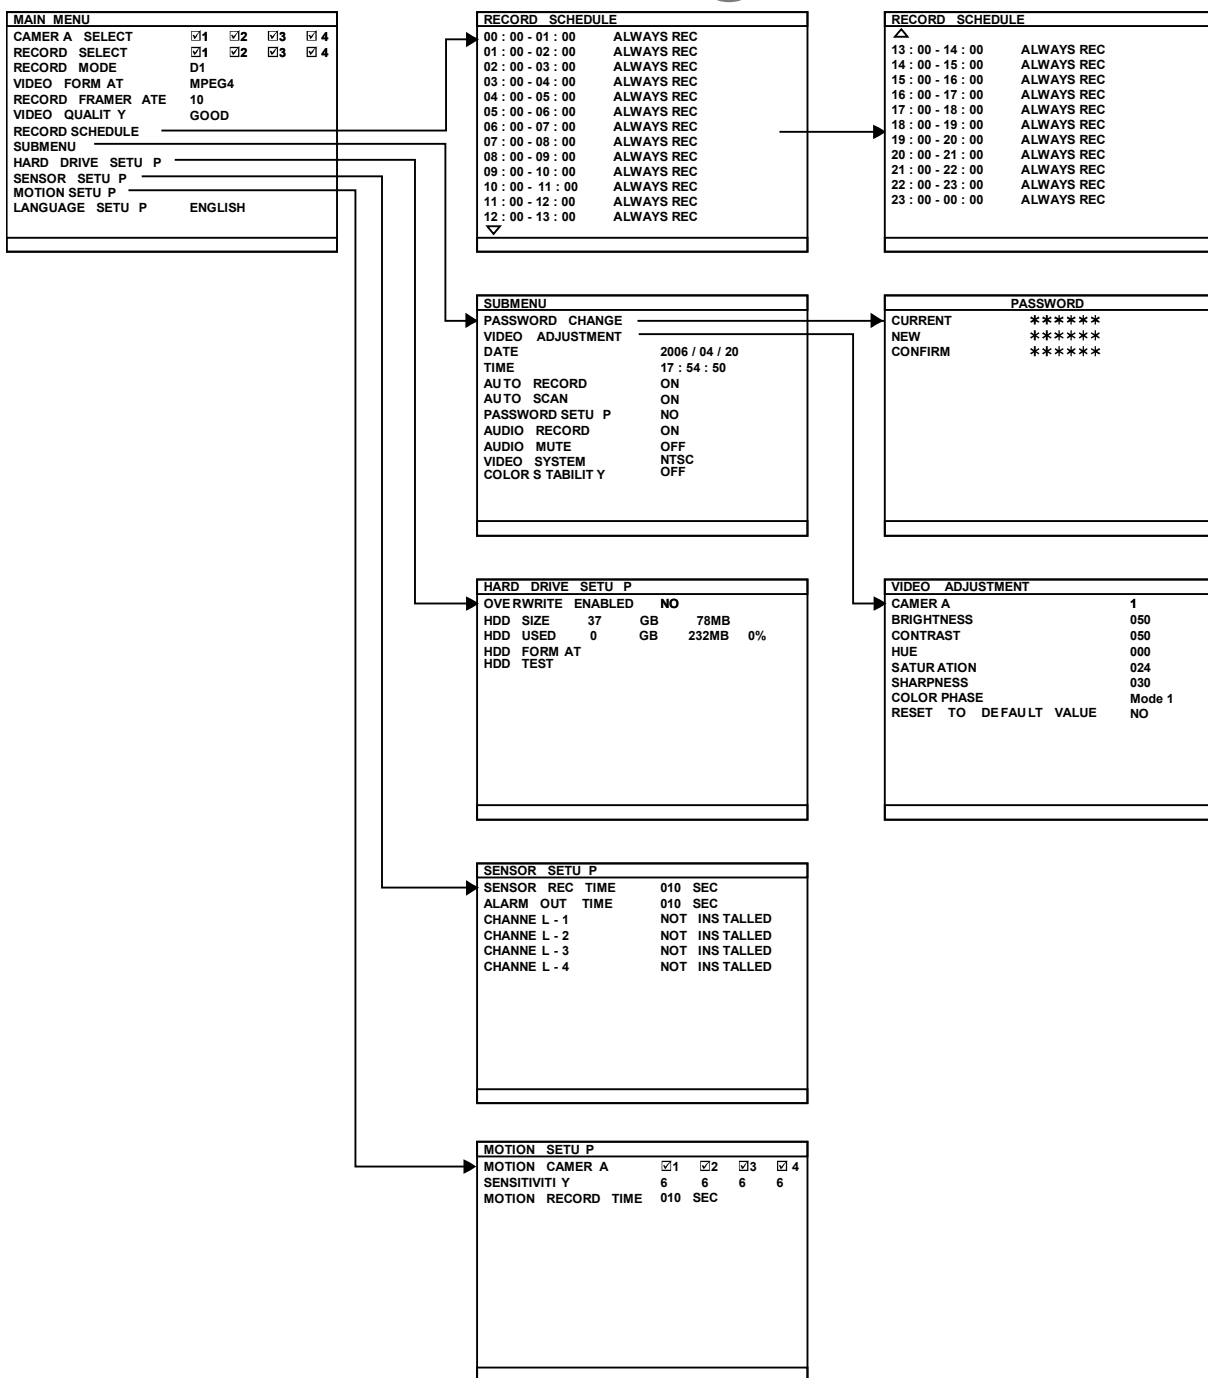 MAIN MENU
CAMER A SELECT ☑1 ☑2 ☑3 ☑ 4
RECORD SELECT ☑1 ☑2 ☑3 ☑ 4
RECORD MODE D1
VIDEO FORM AT MPEG4
RECORD FRAMER ATE 10
VIDEO QUALIT Y GOOD
RECORD SCHEDULE
SUBMENU
HARD DRIVE SETU P
SENSOR SETU P
MOTION SETU P
LANGUAGE SETU P ENGLISH
RECORD SCHEDULE
00 : 00 - 01 : 00 ALWAYS REC
01 : 00 - 02 : 00 ALWAYS REC
02 : 00 - 03 : 00 ALWAYS REC
03 : 00 - 04 : 00 ALWAYS REC
04 : 00 - 05 : 00 ALWAYS REC
05 : 00 - 06 : 00 ALWAYS REC
06 : 00 - 07 : 00 ALWAYS REC
07 : 00 - 08 : 00 ALWAYS REC
08 : 00 - 09 : 00 ALWAYS REC
09 : 00 - 10 : 00 ALWAYS REC
10 : 00 - 11 : 00 ALWAYS REC
11 : 00 - 12 : 00 ALWAYS REC
12 : 00 - 13 : 00 ALWAYS REC
RECORD SCHEDULE
13 : 00 - 14 : 00 ALWAYS REC
14 : 00 - 15 : 00 ALWAYS REC
15 : 00 - 16 : 00 ALWAYS REC
16 : 00 - 17 : 00 ALWAYS REC
17 : 00 - 18 : 00 ALWAYS REC
18 : 00 - 19 : 00 ALWAYS REC
19 : 00 - 20 : 00 ALWAYS REC
20 : 00 - 21 : 00 ALWAYS REC
21 : 00 - 22 : 00 ALWAYS REC
22 : 00 - 23 : 00 ALWAYS REC
23 : 00 - 00 : 00 ALWAYS REC
SUBMENU
PASSWORD CHANGE
VIDEO ADJUSTMENT
DATE 2006 / 04 / 20
TIME 17 : 54 : 50
AUTO RECORD ON
AUTO SCAN ON
PASSWORD SETU P NO
AUDIO RECORD ON
AUDIO MUTE OFF
VIDEO SYSTEM NTSC
COLOR S TABILIT Y OFF
PASSWORD
CURRENT ******
NEW ******
CONFIRM ******
HARD DRIVE SETU P
OVE RWRITE ENABLED NO
HDD SIZE 37 GB 78MB
HDD USED 0 GB 232MB 0%
HDD FORM AT
HDD TEST
VIDEO ADJUSTMENT
CAMER A 1
BRIGHTNESS 050
CONTRAST 050
HUE 000
SATUR ATION 024
SHARPNESS 030
COLOR PHASE Mode 1
RESET TO DE FAULT VALUE NO
SENSOR SETU P
SENSOR REC TIME 010 SEC
ALARM OUT TIME 010 SEC
CHANNE L - 1 NOT INS TALLED
CHANNE L - 2 NOT INS TALLED
CHANNE L - 3 NOT INS TALLED
CHANNE L - 4 NOT INS TALLED
MOTION SETU P
MOTION CAMER A ☑1 ☑2 ☑3 ☑ 4
SENSITIVITI Y 6 6 6 6
MOTION RECORD TIME 010 SEC